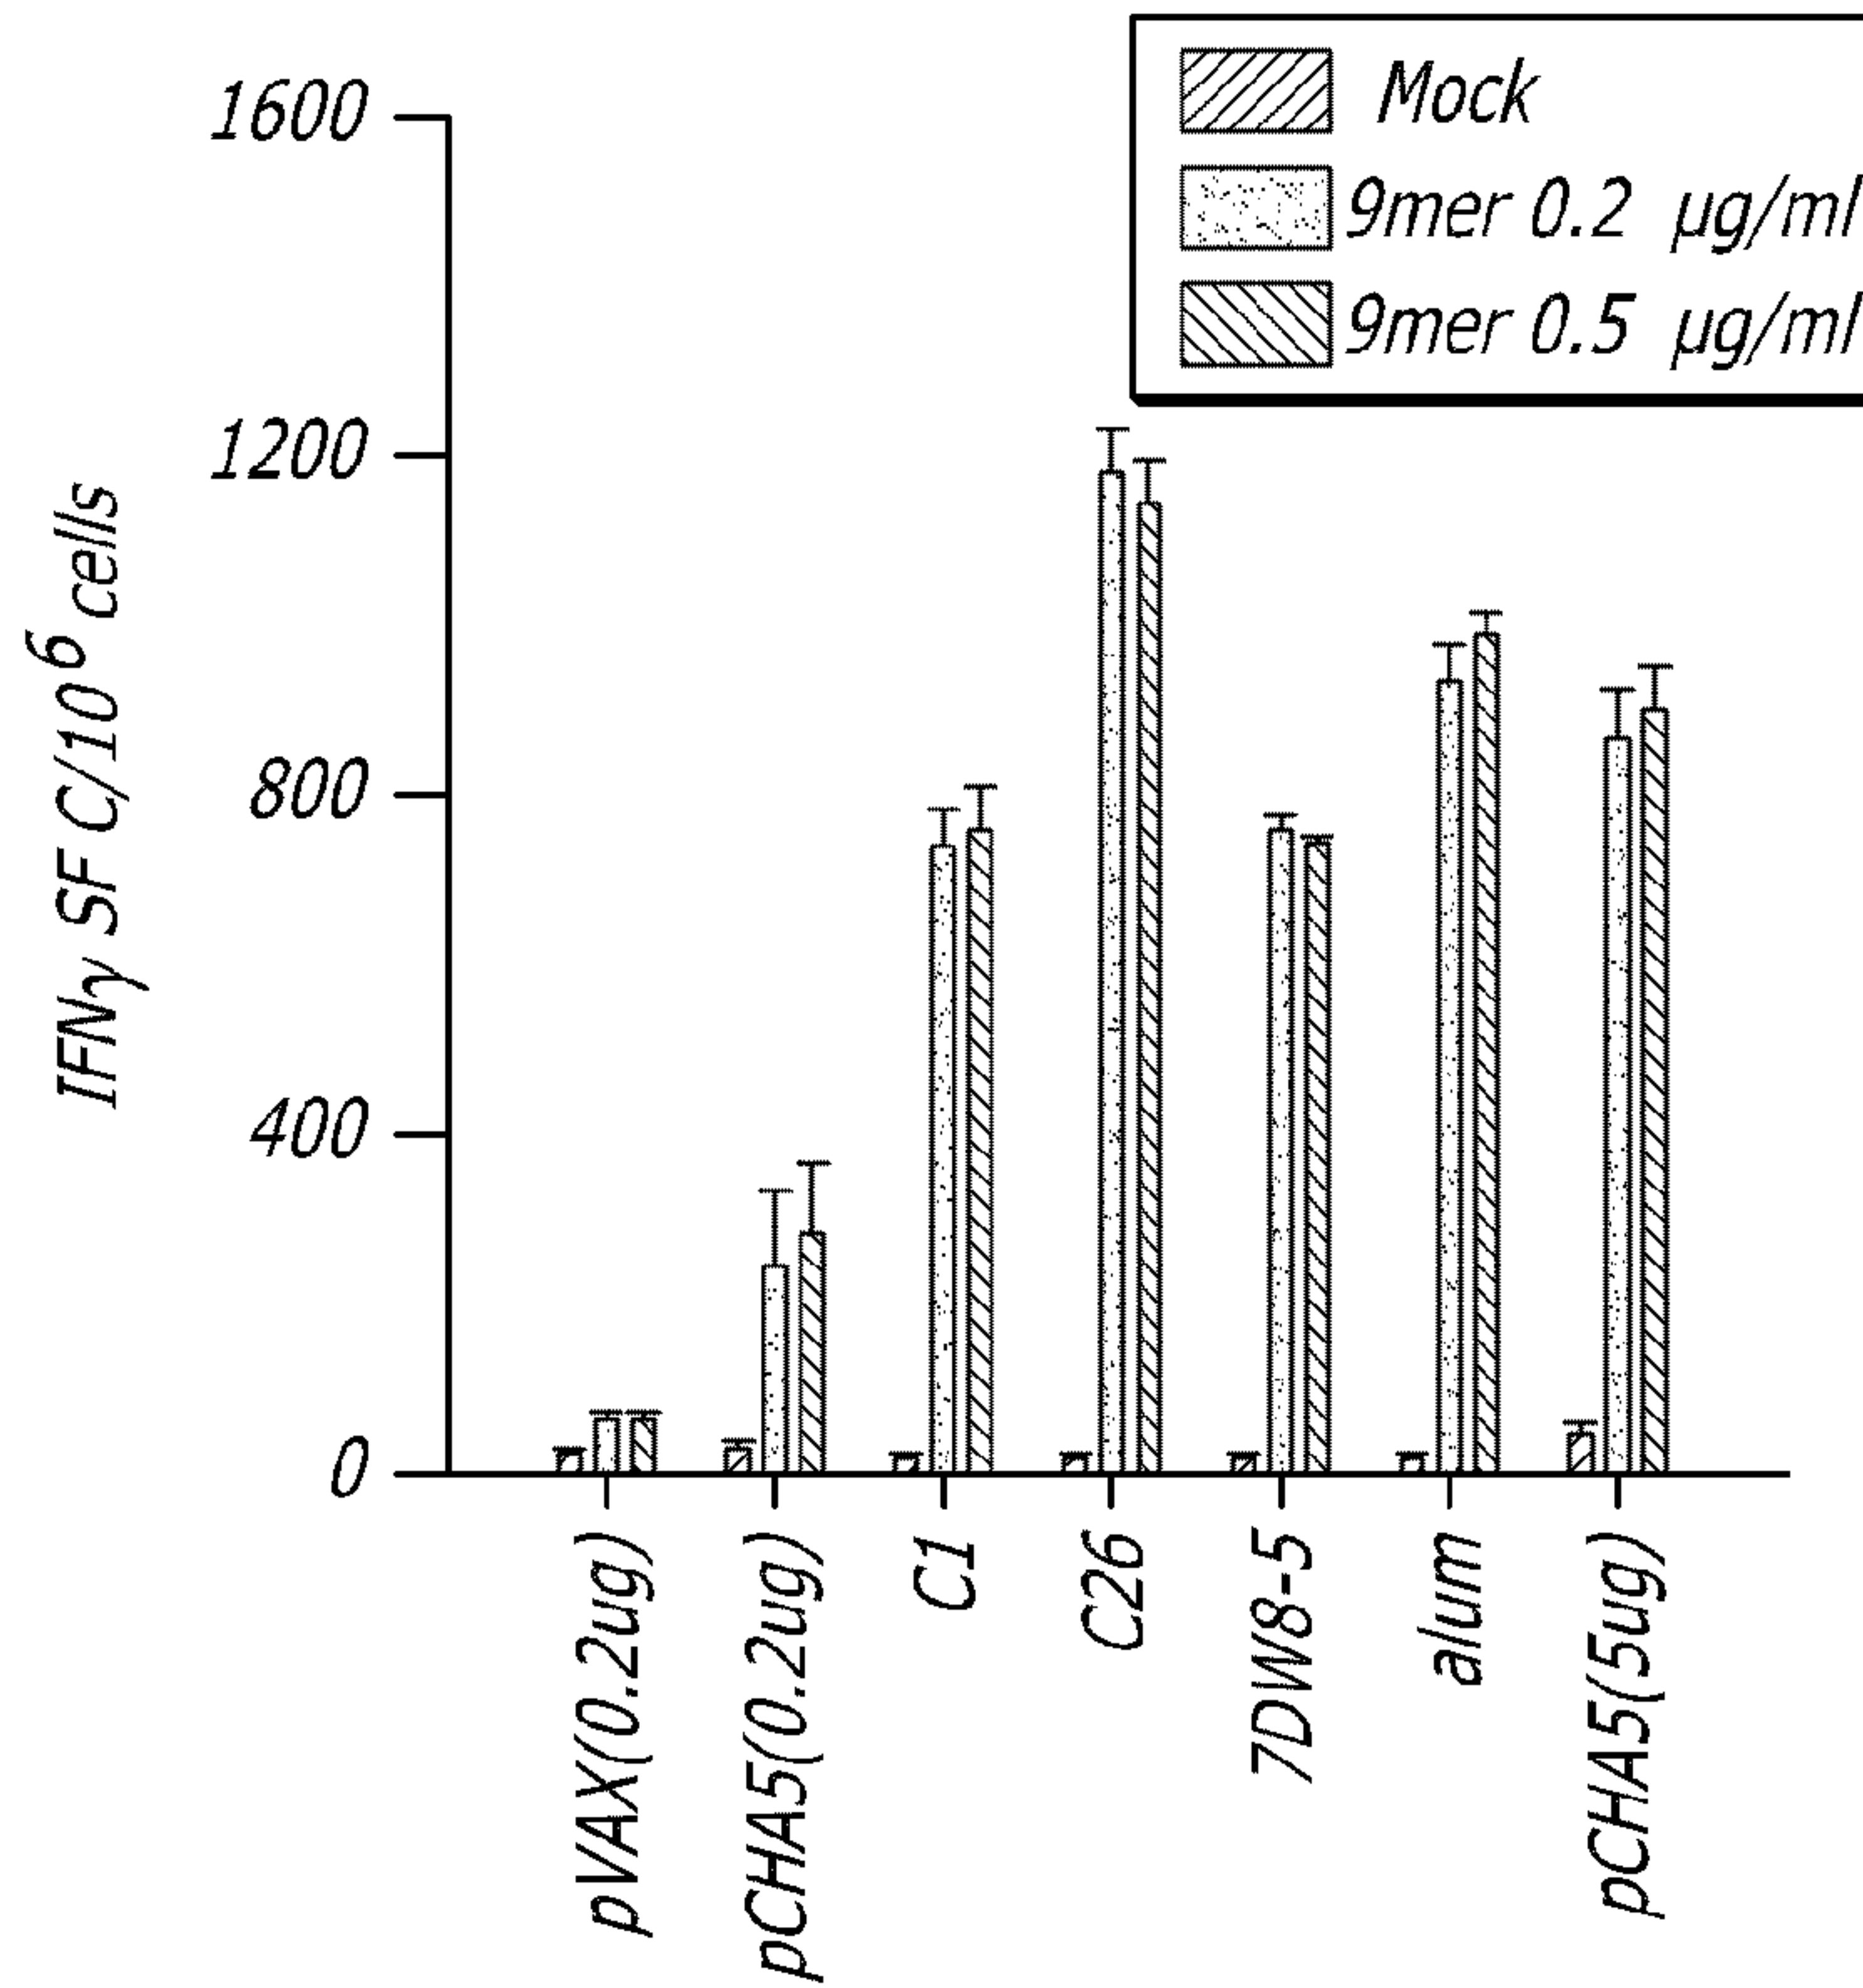 Mock
9mer 0.2 µg/ml
9mer 0.5 µg/ml
1600
1200
800
400
0
IFNγ SF C/10⁶ cells
pVAX(0.2ug)
pCHA5(0.2ug)
C1
C26
7DW8-5
alum
pCHA5(5ug)